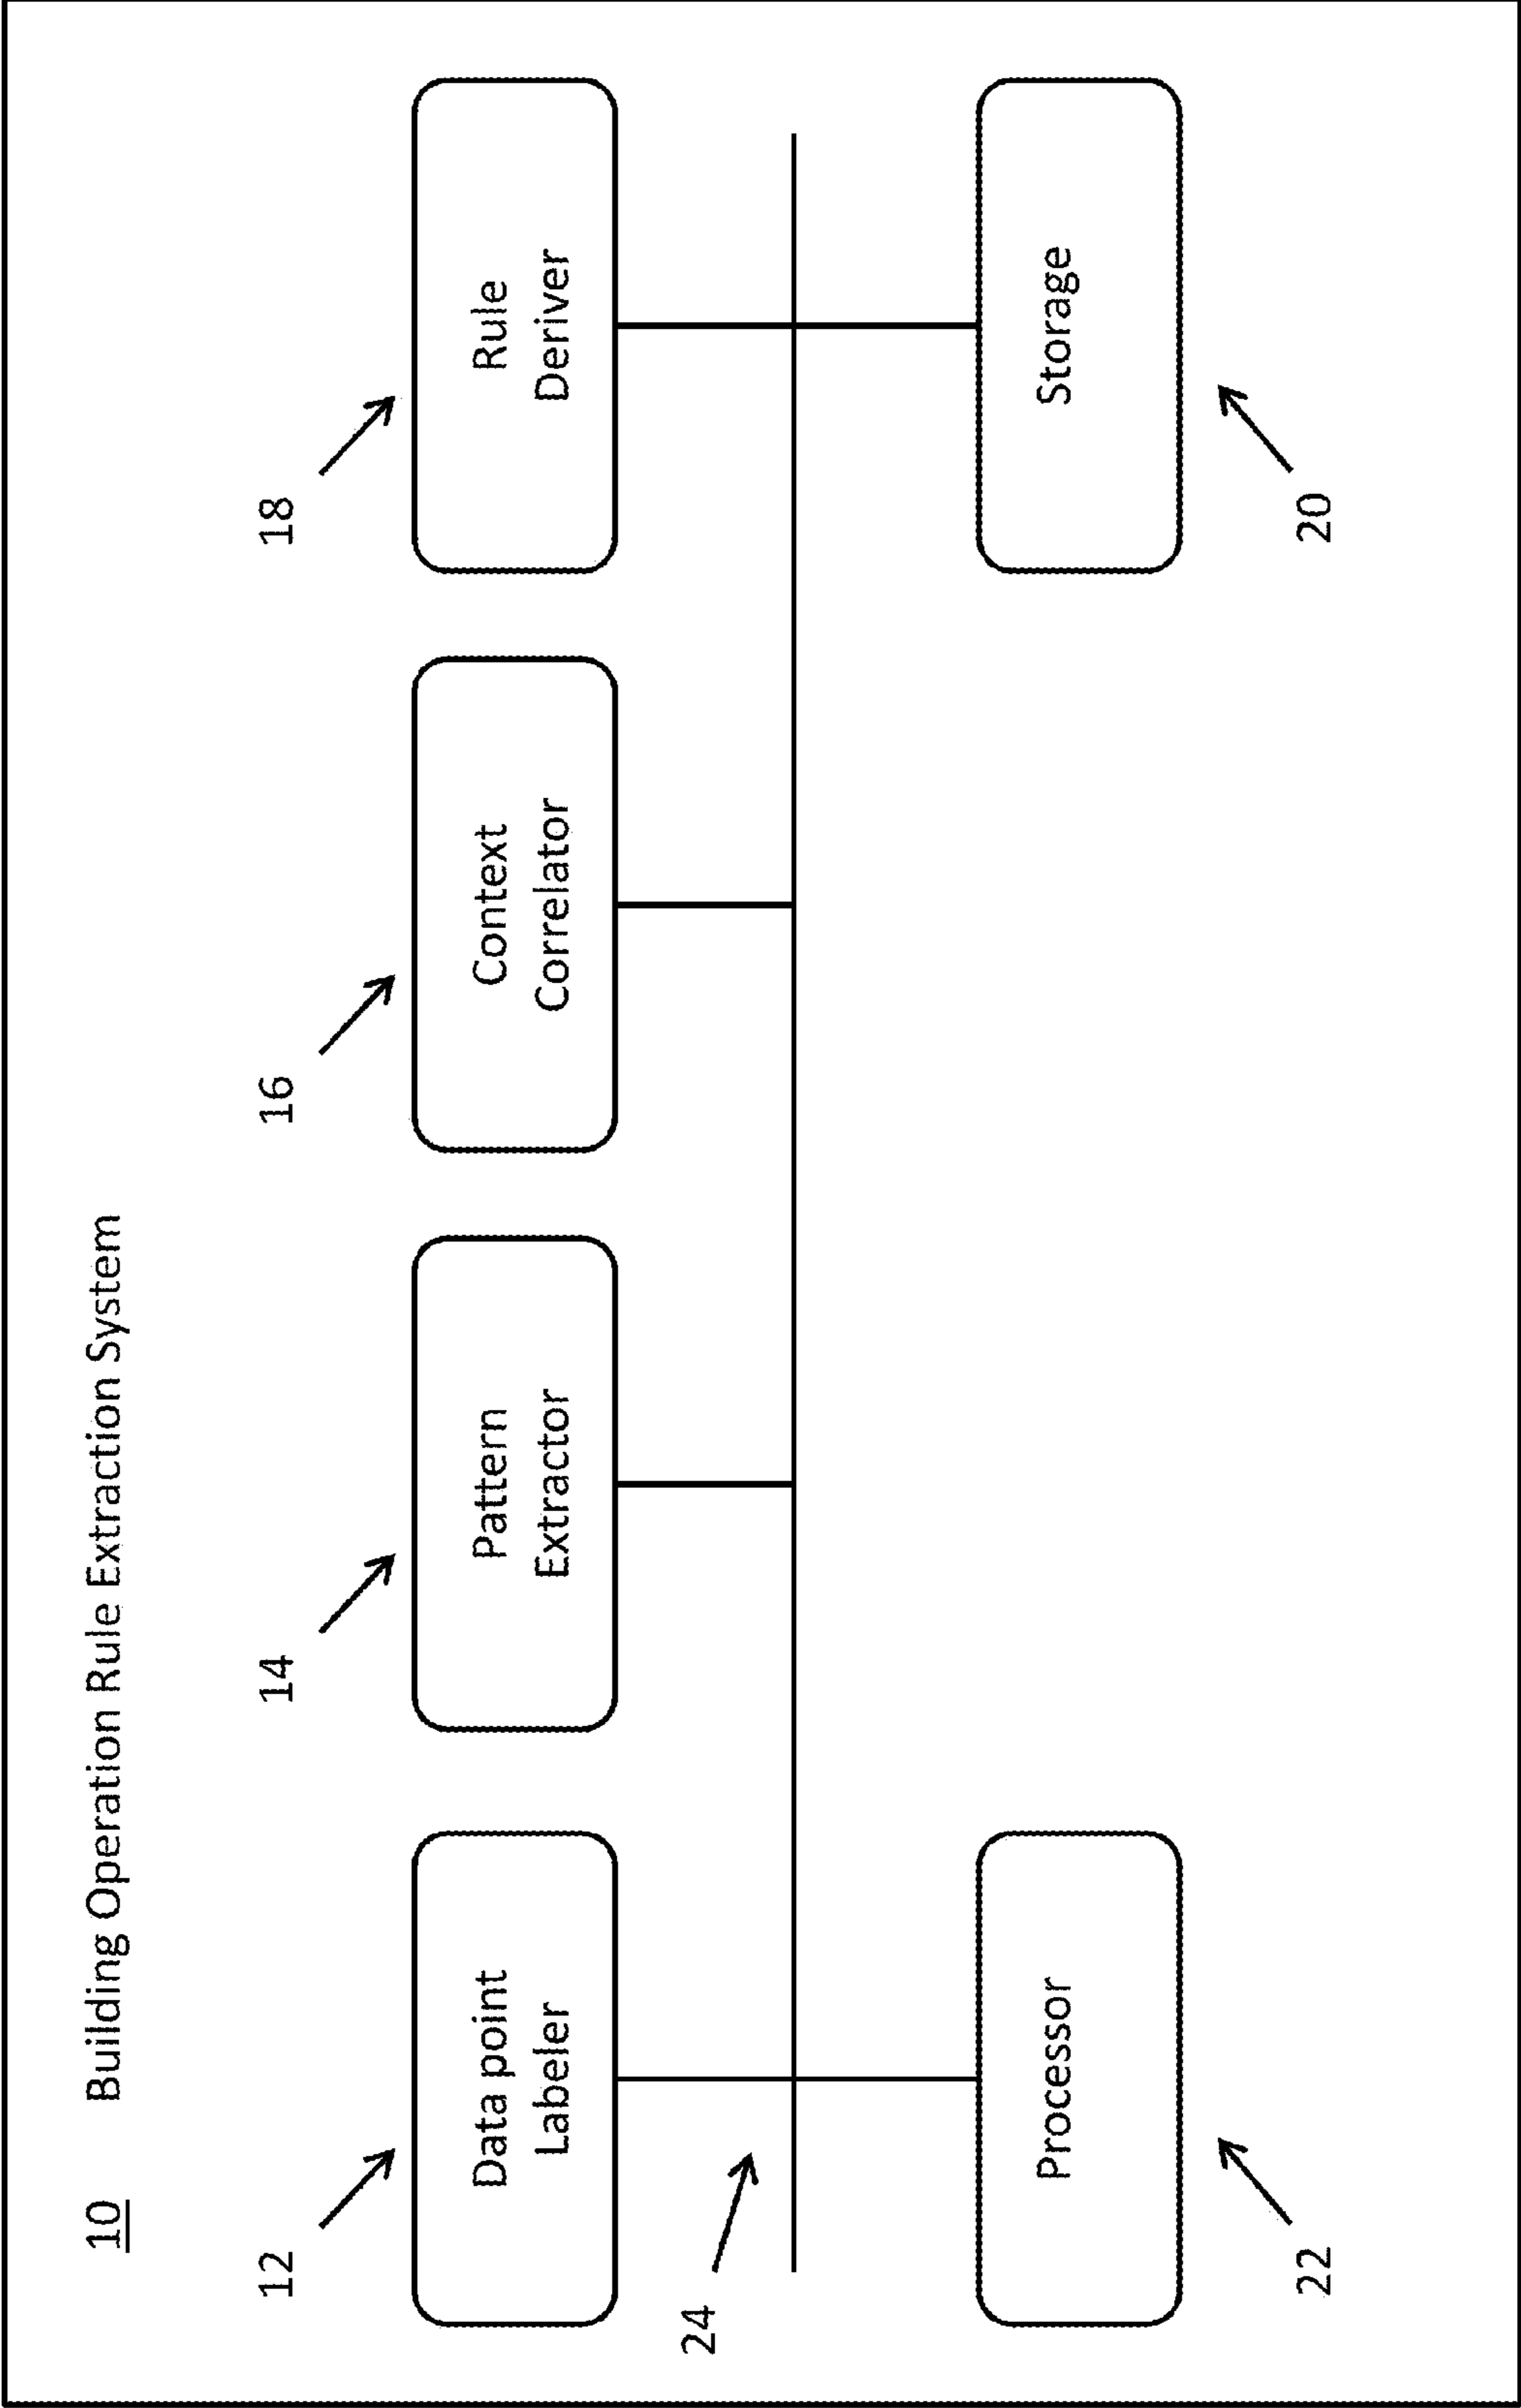 10 Building Operation Rule Extraction System
12
14
16
18
Data point
Labeler
Pattern
Extractor
Context
Correlator
Rule
Deriver
24
Processor
Storage
22
20